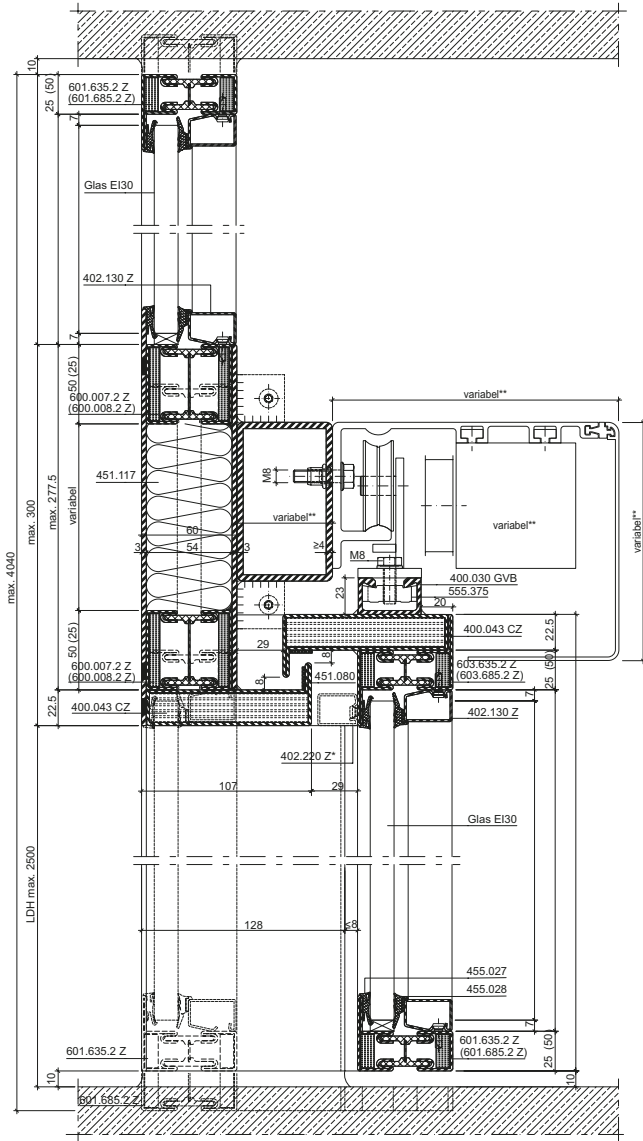 10
601.635.2 Z
(601.685.2 Z)
25 (50)
7
Glas EI30
402.130 Z
7
50 (25)
600.007.2 Z
(600.008.2 Z)
variabel**
M8
451.117
variabel
max. 277.5
max. 300
max. 4040
variabel**
variabel**
variabel**
60
3
54
3
≥4
M8
400.030 GVB
555.375
20
23
400.043 CZ
22.5
29
8
8
451.080
50 (25)
600.007.2 Z
(600.008.2 Z)
603.635.2 Z
(603.685.2 Z)
25 (50)
22.5
400.043 CZ
7
402.130 Z
402.220 Z*
107
29
Glas EI30
LDH max. 2500
128
≤8
455.027
455.028
7
601.635.2 Z
601.635.2 Z
(601.685.2 Z)
25 (50)
10
601.685.2 Z
10